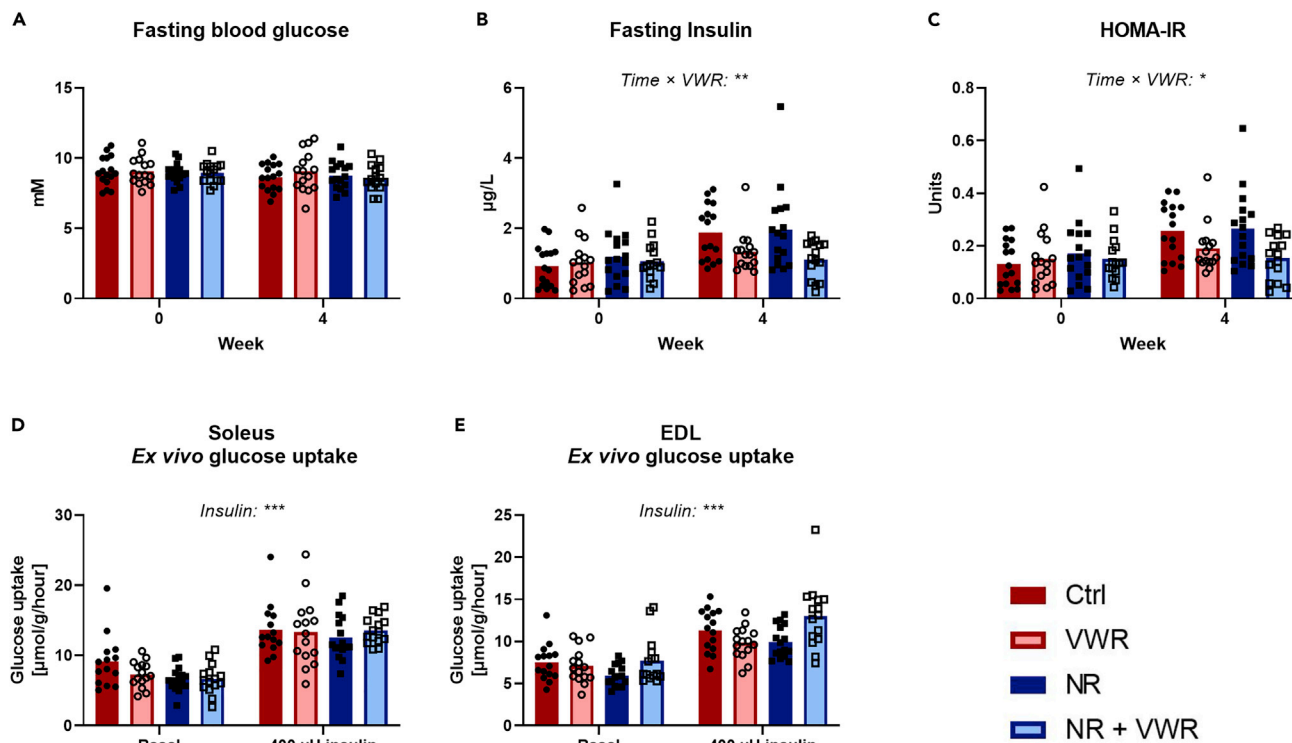 A
Fasting blood glucose
15
10
5
0
mM
0
4
Week
B
Fasting Insulin
Time × VWR: **
6
4
2
0
µg/L
0
4
Week
C
HOMA-IR
Time × VWR: *
0.8
0.6
0.4
0.2
0.0
Units
0
4
Week
D
Soleus
Ex vivo glucose uptake
Insulin: ***
30
20
10
0
Glucose uptake
[µmol/g/hour]
E
EDL
Ex vivo glucose uptake
Insulin: ***
25
20
15
10
5
0
Glucose uptake
[µmol/g/hour]
Ctrl
VWR
NR
NR + VWR